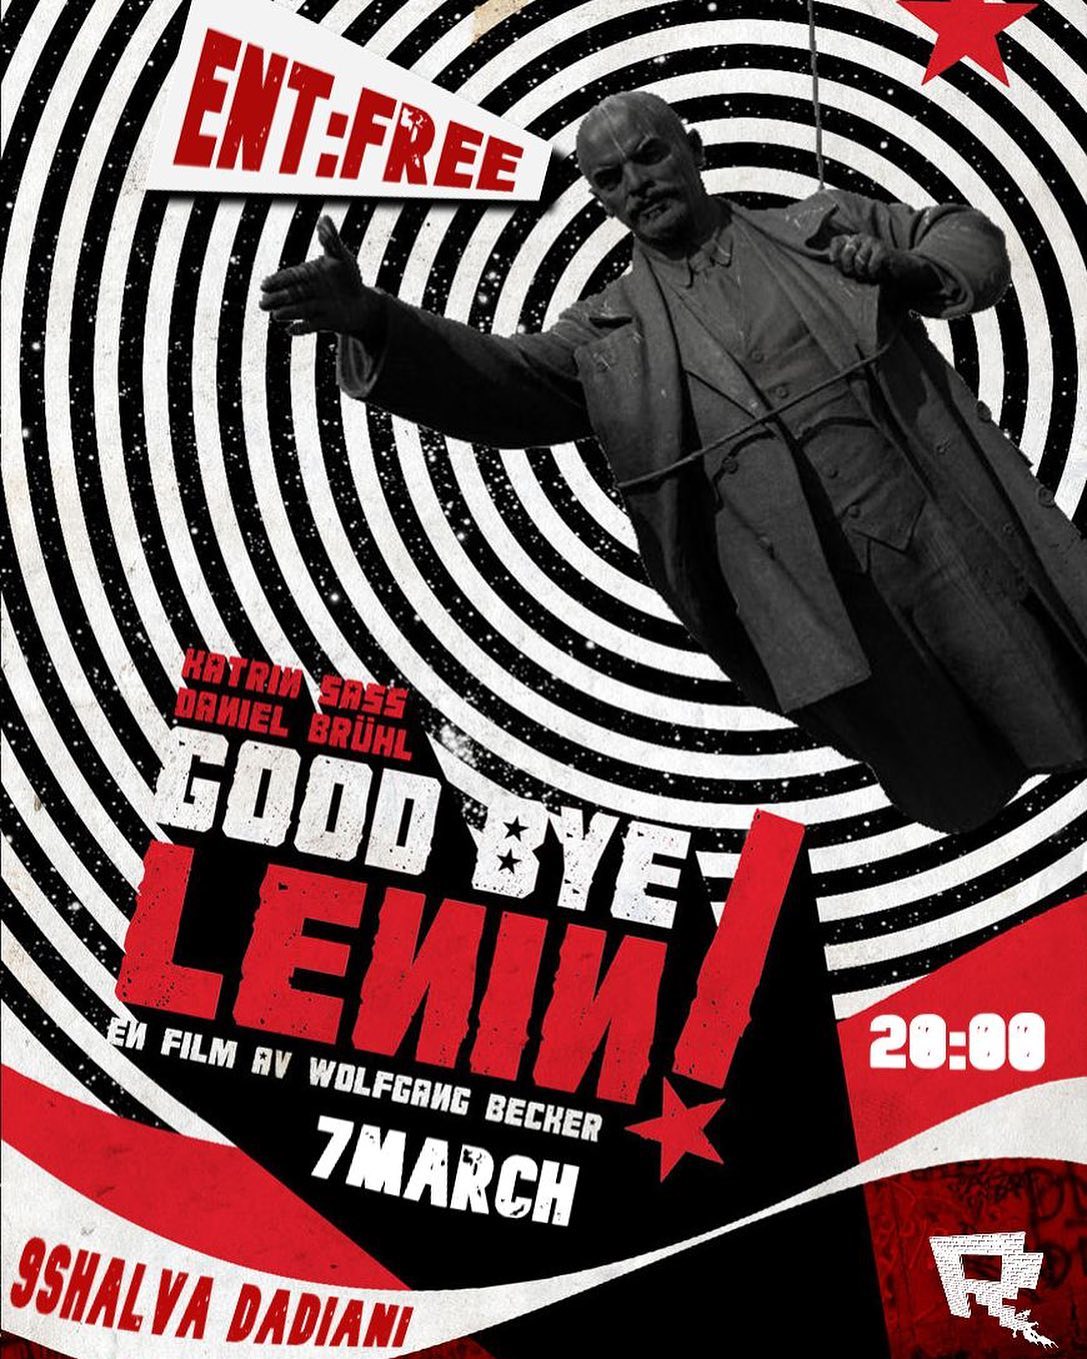 ENT:FREE
KATRIN SASS
DANIEL BRÜHL
GOOD BYE
LENIN!
EN FILM AV WOLFGANG BECKER
7MARCH
20:00
9SHALVA DADIANI
R